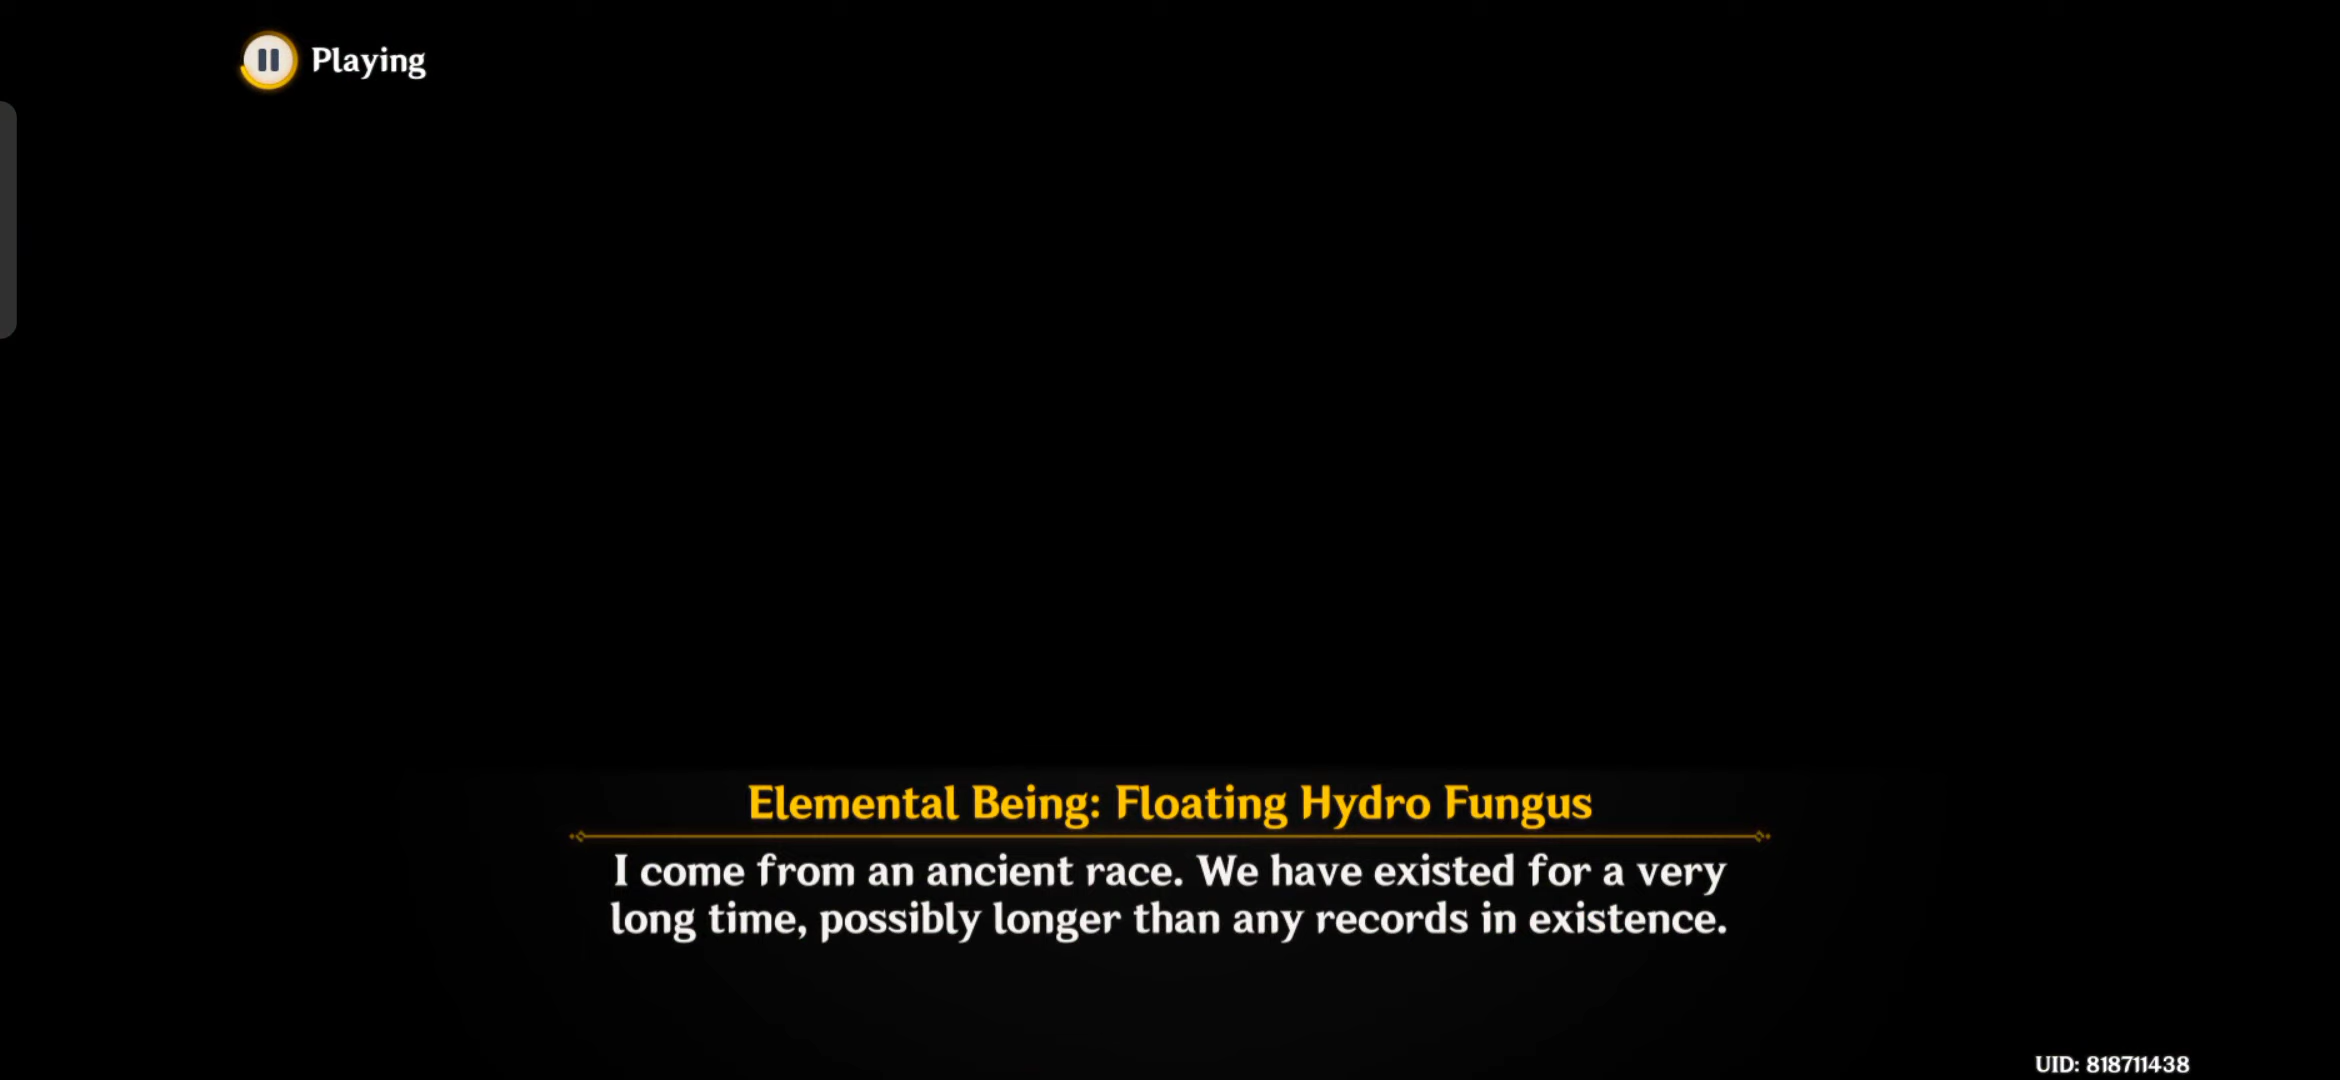 Playing
Elemental Being: Floating Hydro Fungus
I come from an ancient race. We have existed for a very
long time, possibly longer than any records in existence.
UID: 818711438